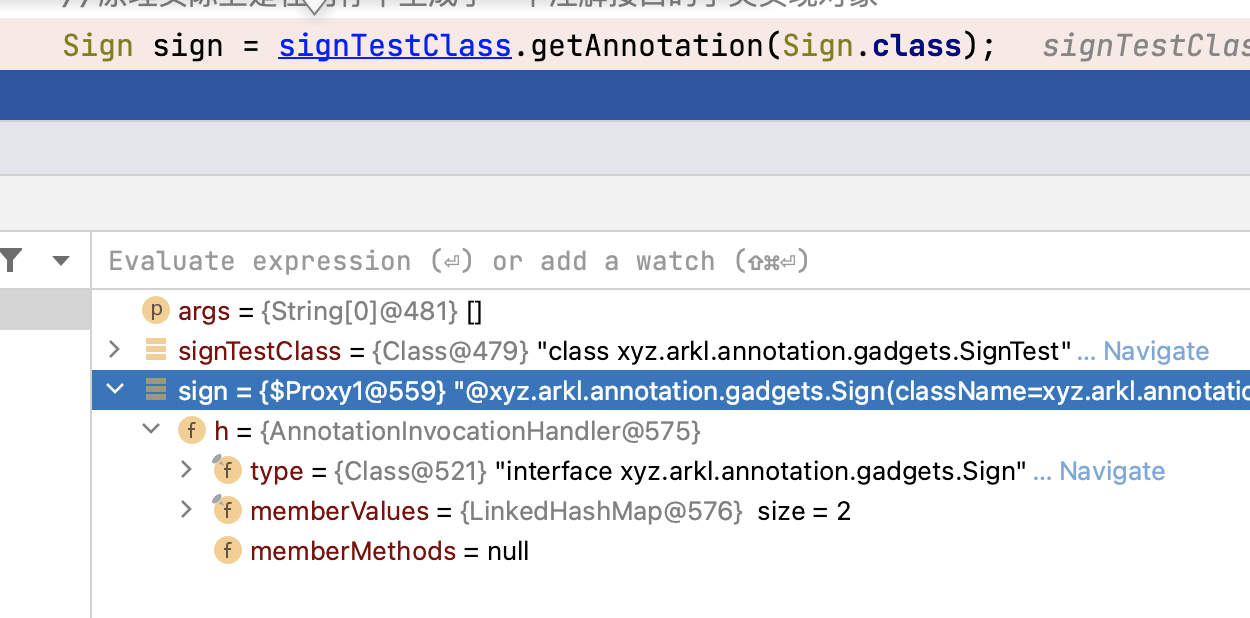 Sign sign = signTestClass.getAnnotation(Sign.class); signTestClas
Evaluate expression (⏎) or add a watch (⇧⌘⏎)
p args = {String[0]@481} []
signTestClass = {Class@479} "class xyz.arkl.annotation.gadgets.SignTest" ... Navigate
sign = {$Proxy1@559} "@xyz.arkl.annotation.gadgets.Sign(className=xyz.arkl.annotatio
f h = {AnnotationInvocationHandler@575}
f type = {Class@521} "interface xyz.arkl.annotation.gadgets.Sign" ... Navigate
f memberValues = {LinkedHashMap@576} size = 2
f memberMethods = null